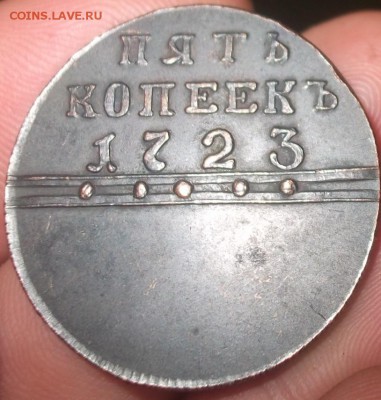 COINS.LAVE.RU
ПЯТЬ
КОПЕЕКЪ
1723